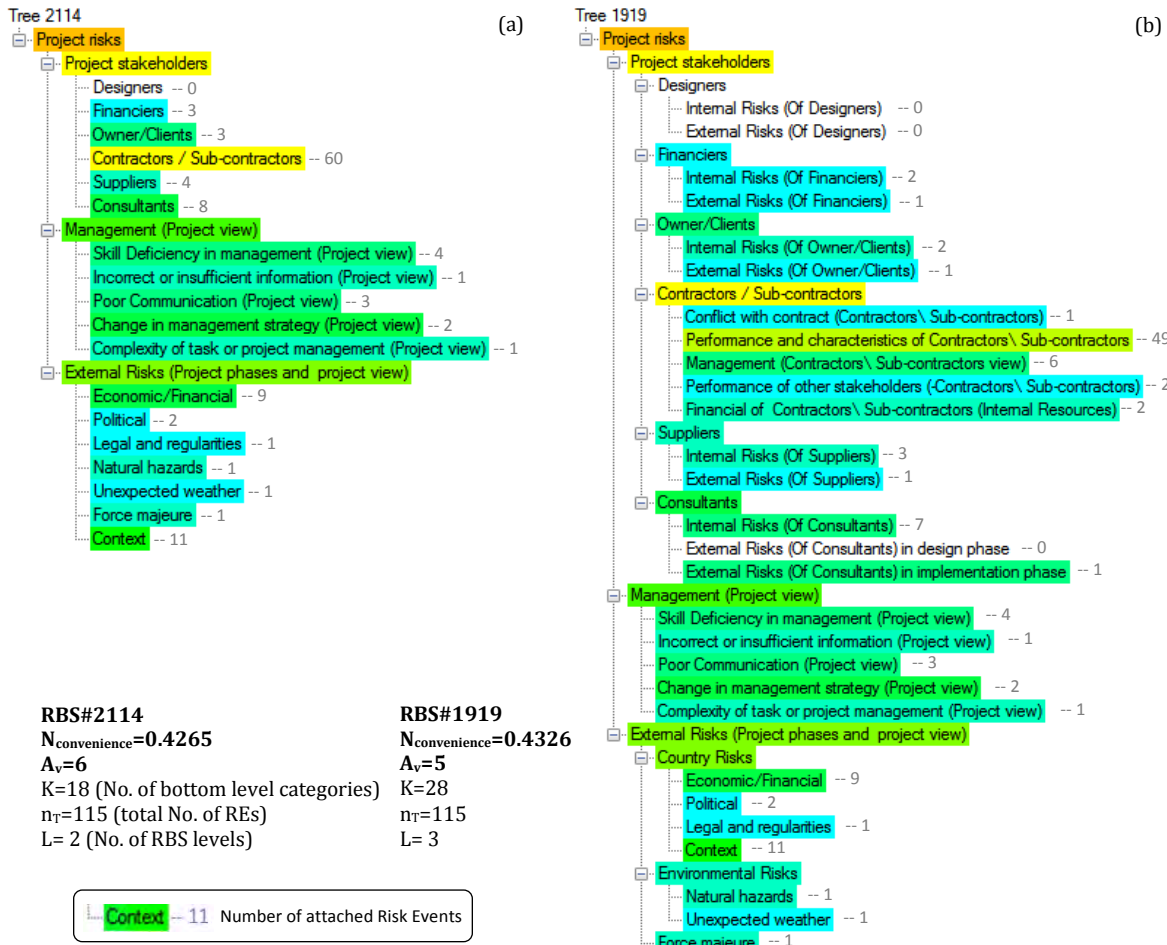 Tree 2114
(a)
Project risks
Project stakeholders
Designers -- 0
Financiers -- 3
Owner/Clients -- 3
Contractors / Sub-contractors -- 60
Suppliers -- 4
Consultants -- 8
Management (Project view)
Skill Deficiency in management (Project view) -- 4
Incorrect or insufficient information (Project view) -- 1
Poor Communication (Project view) -- 3
Change in management strategy (Project view) -- 2
Complexity of task or project management (Project view) -- 1
External Risks (Project phases and project view)
Economic/Financial -- 9
Political -- 2
Legal and regularities -- 1
Natural hazards -- 1
Unexpected weather -- 1
Force majeure -- 1
Context -- 11
RBS#2114
Nconvenience=0.4265
Av=6
K=18 (No. of bottom level categories)
nT=115 (total No. of REs)
L= 2 (No. of RBS levels)
RBS#1919
Nconvenience=0.4326
Av=5
K=28
nT=115
L= 3
Context -- 11 Number of attached Risk Events
Tree 1919
(b)
Project risks
Project stakeholders
Designers
Internal Risks (Of Designers) -- 0
External Risks (Of Designers) -- 0
Financiers
Internal Risks (Of Financiers) -- 2
External Risks (Of Financiers) -- 1
Owner/Clients
Internal Risks (Of Owner/Clients) -- 2
External Risks (Of Owner/Clients) -- 1
Contractors / Sub-contractors
Conflict with contract (Contractors\ Sub-contractors) -- 1
Performance and characteristics of Contractors\ Sub-contractors -- 49
Management (Contractors\ Sub-contractors view) -- 6
Performance of other stakeholders (-Contractors\ Sub-contractors) -- 2
Financial of Contractors\ Sub-contractors (Internal Resources) -- 2
Suppliers
Internal Risks (Of Suppliers) -- 3
External Risks (Of Suppliers) -- 1
Consultants
Internal Risks (Of Consultants) -- 7
External Risks (Of Consultants) in design phase -- 0
External Risks (Of Consultants) in implementation phase -- 1
Management (Project view)
Skill Deficiency in management (Project view) -- 4
Incorrect or insufficient information (Project view) -- 1
Poor Communication (Project view) -- 3
Change in management strategy (Project view) -- 2
Complexity of task or project management (Project view) -- 1
External Risks (Project phases and project view)
Country Risks
Economic/Financial -- 9
Political -- 2
Legal and regularities -- 1
Context -- 11
Environmental Risks
Natural hazards -- 1
Unexpected weather -- 1
Force majeure -- 1